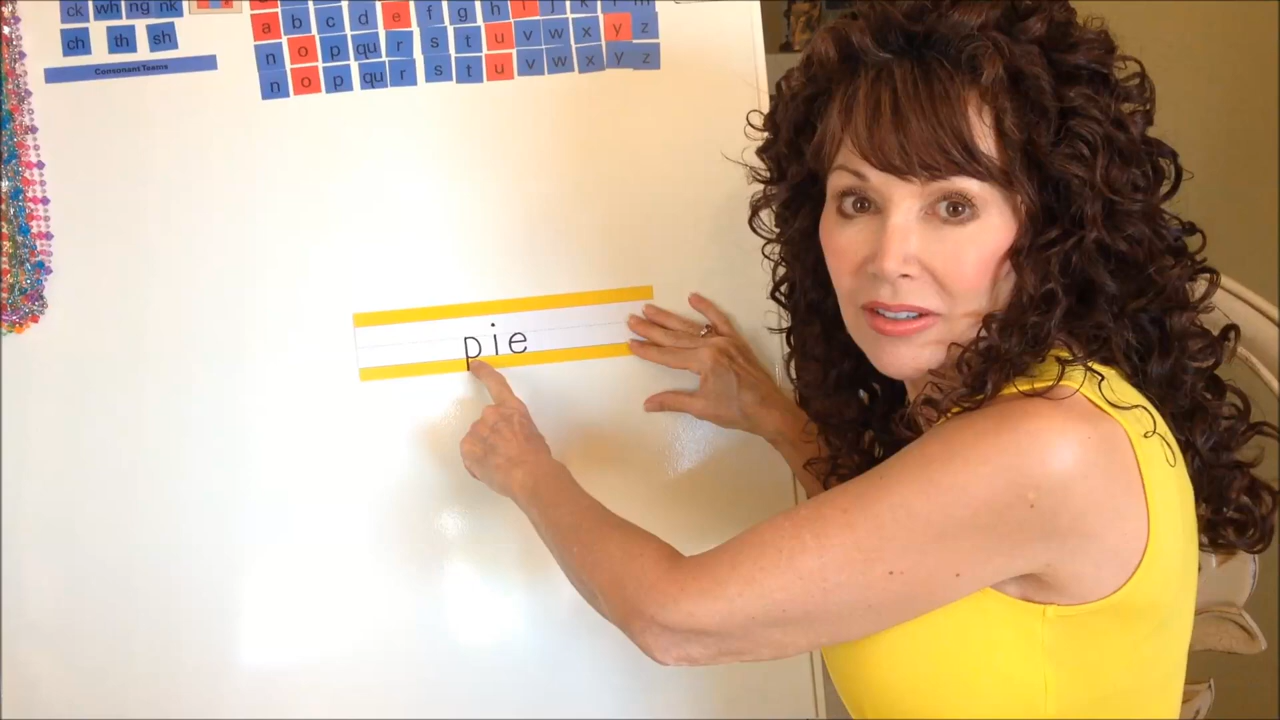 ck wh ng nk
ch th sh
Consonant Teams
a b c d e f g h i j k l m
a b c d e f g h i j k
n o p qu r s t u v w x y z
n o p qu r s t u v w x y z
pie